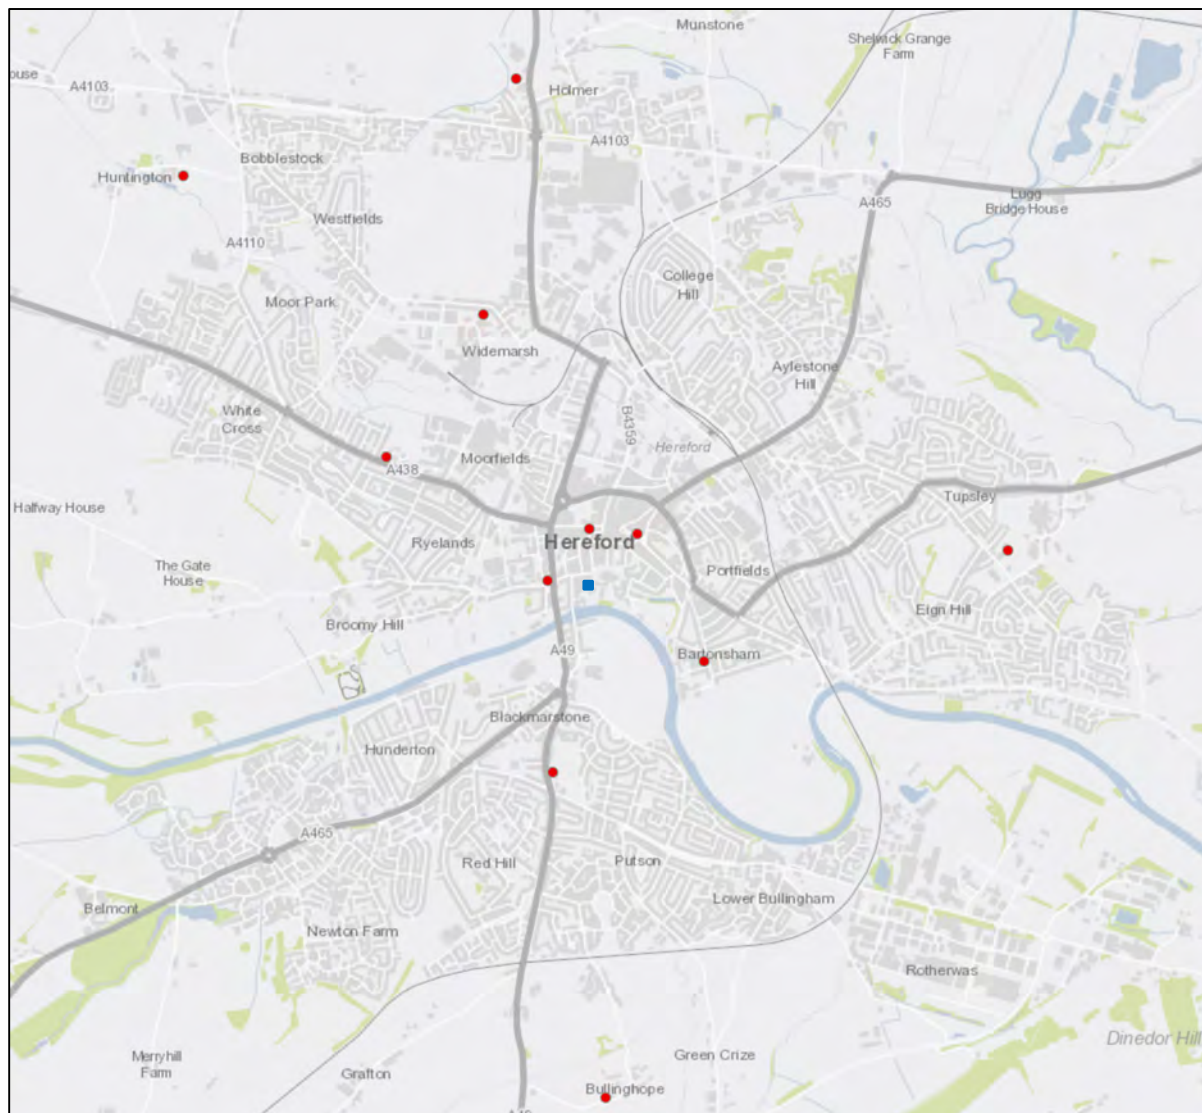 Munstone
Shelwick Grange
Farm
ouse
A4103
Holmer
A4103
Bobblestock
Huntington
Westfields
A465
Lugg
Bridge House
A4110
College
Hill
Moor Park
Widemarsh
Aylestone
Hill
White
Cross
B4359
Hereford
Moorfields
A438
Tupsley
Halfway House
Hereford
Ryelands
The Gate
House
Portfields
Eign Hill
Broomy Hill
A49
Bartonsham
Blackmarstone
Hunderton
A465
Red Hill
Putson
Lower Bullingham
Belmont
Newton Farm
Rotherwas
Dinedor Hill
Merryhill
Farm
Grafton
Green Crize
Bullinghope
A49